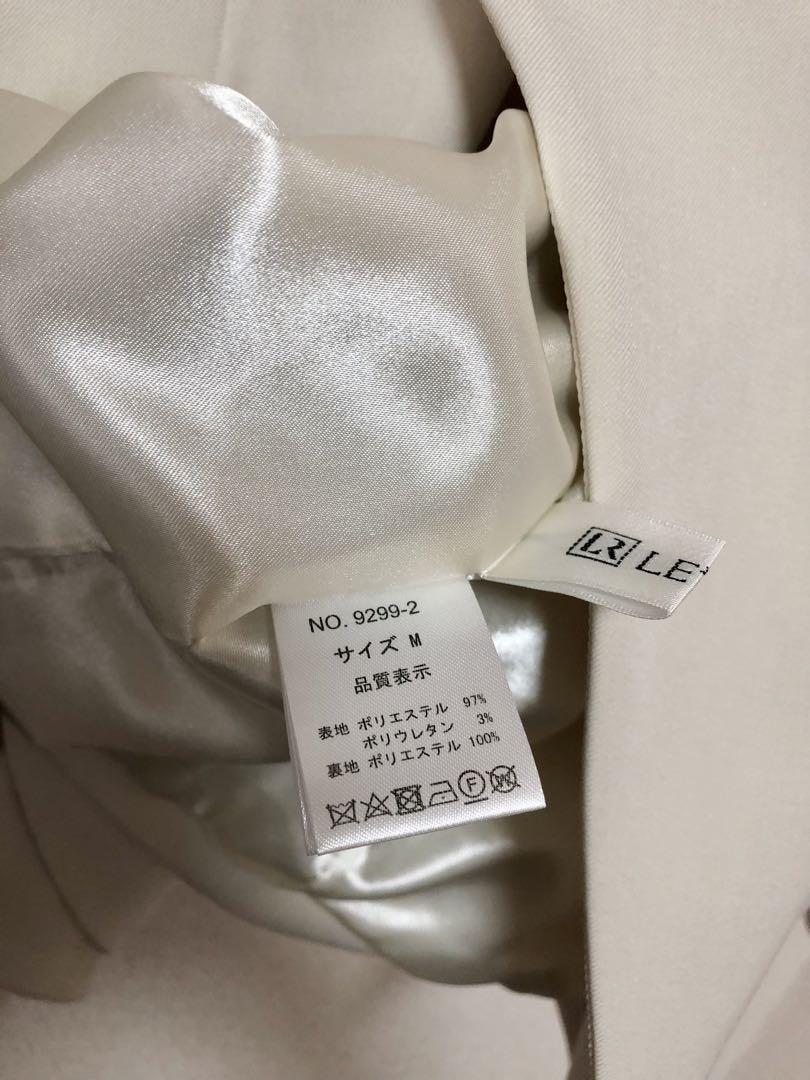 LR LE
NO. 9299-2
サイズ M
品質表示
表地 ポリエステル 97%
ポリウレタン 3%
裏地 ポリエステル 100%
F
W